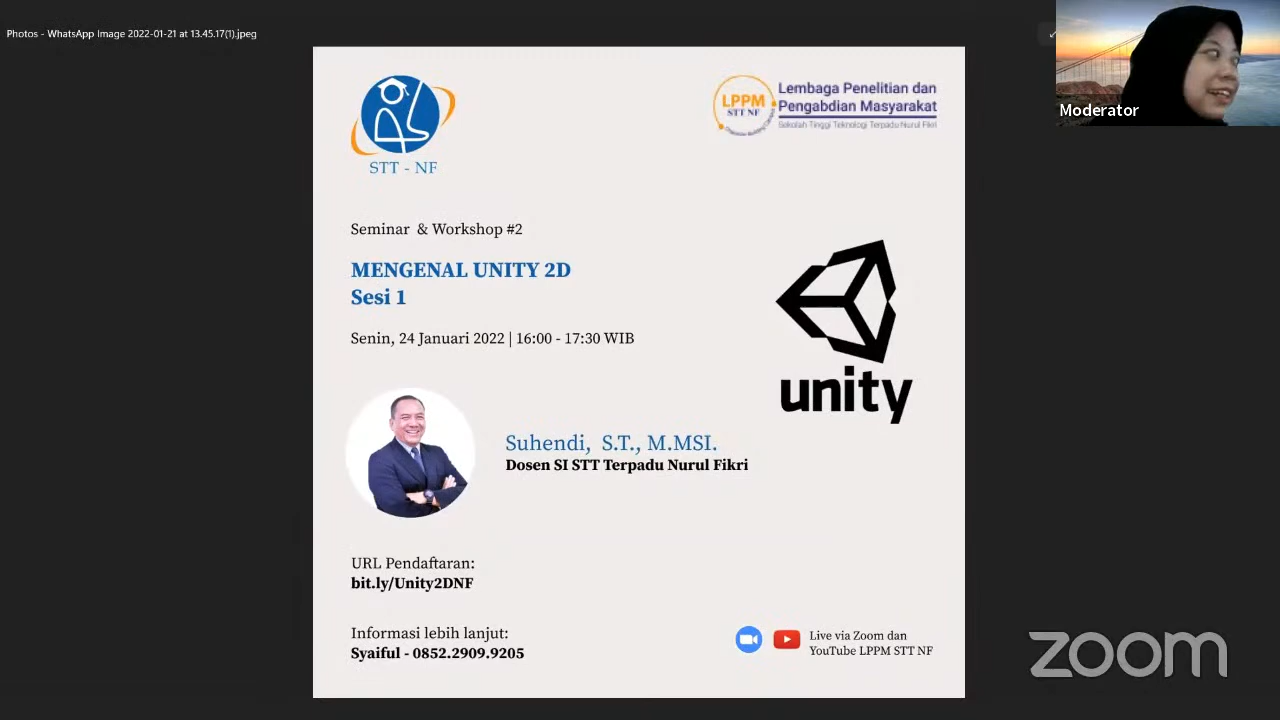 Photos - WhatsApp Image 2022-01-21 at 13.45.17(1).jpeg
Moderator
STT - NF
LPPM
STT NF
Lembaga Penelitian dan
Pengabdian Masyarakat
Sekolah Tinggi Teknologi Terpadu Nurul Fikri
Seminar & Workshop #2
MENGENAL UNITY 2D
Sesi 1
Senin, 24 Januari 2022 | 16:00 - 17:30 WIB
unity
Suhendi, S.T., M.MSI.
Dosen SI STT Terpadu Nurul Fikri
URL Pendaftaran:
bit.ly/Unity2DNF
Informasi lebih lanjut:
Syaiful - 0852.2909.9205
Live via Zoom dan
YouTube LPPM STT NF
zoom